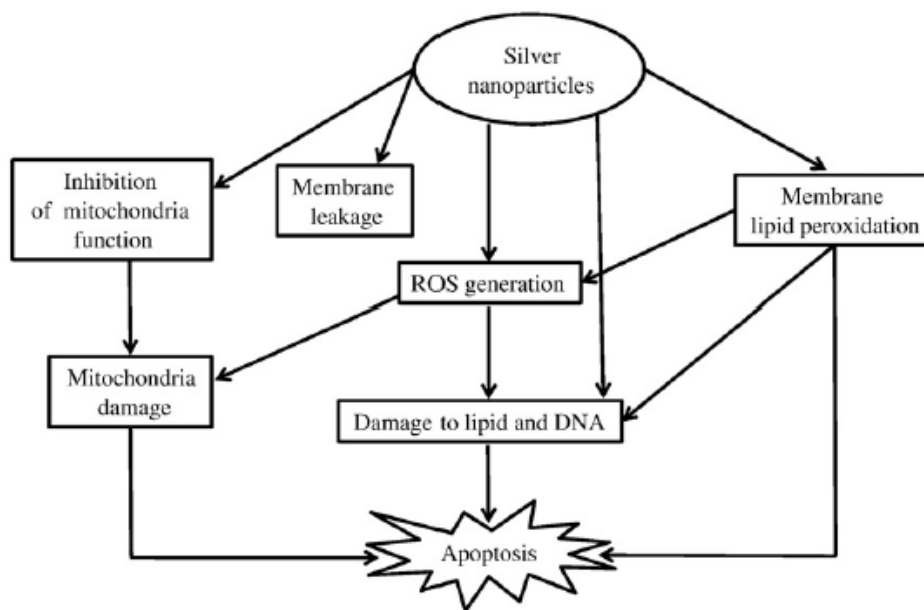 Silver
nanoparticles
Inhibition
of mitochondria
function
Membrane
leakage
Membrane
lipid peroxidation
ROS generation
Mitochondria
damage
Damage to lipid and DNA
Apoptosis